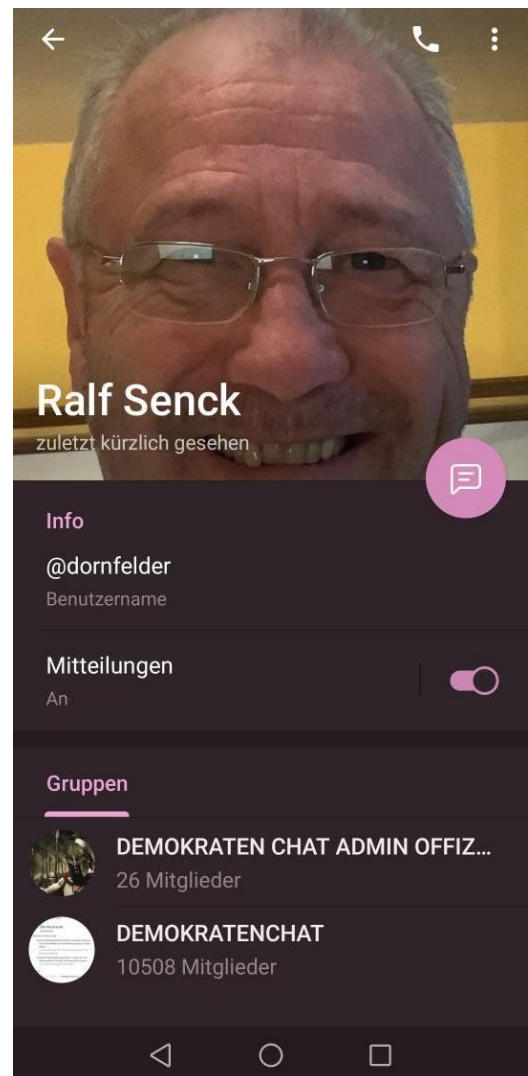 Ralf Senck
zuletzt kürzlich gesehen
Info
@dornfelder
Benutzername
Mitteilungen
An
Gruppen
DEMOKRATEN CHAT ADMIN OFFIZ...
26 Mitglieder
DEMOKRATENCHAT
10508 Mitglieder